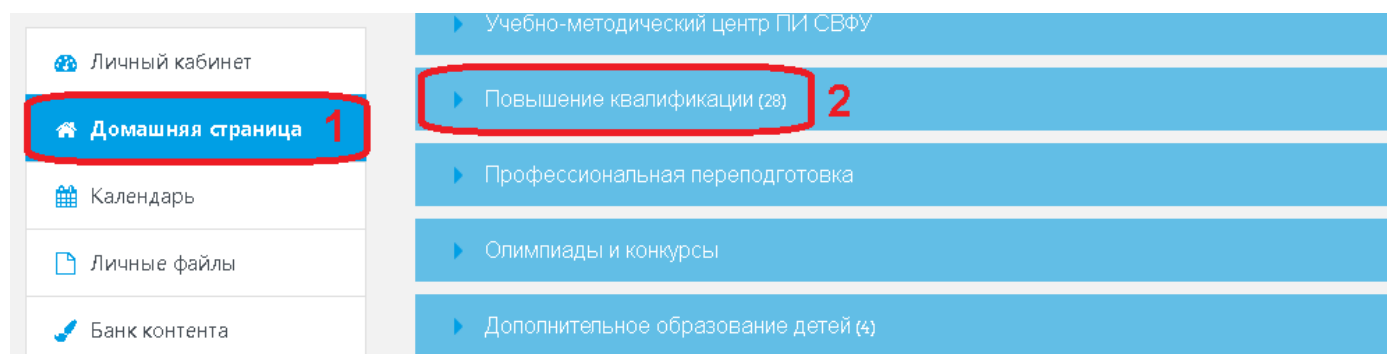 Личный кабинет
Домашняя страница 1
Календарь
Личные файлы
Банк контента
Учебно-методический центр ПИ СВФУ
Повышение квалификации (28) 2
Профессиональная переподготовка
Олимпиады и конкурсы
Дополнительное образование детей (4)